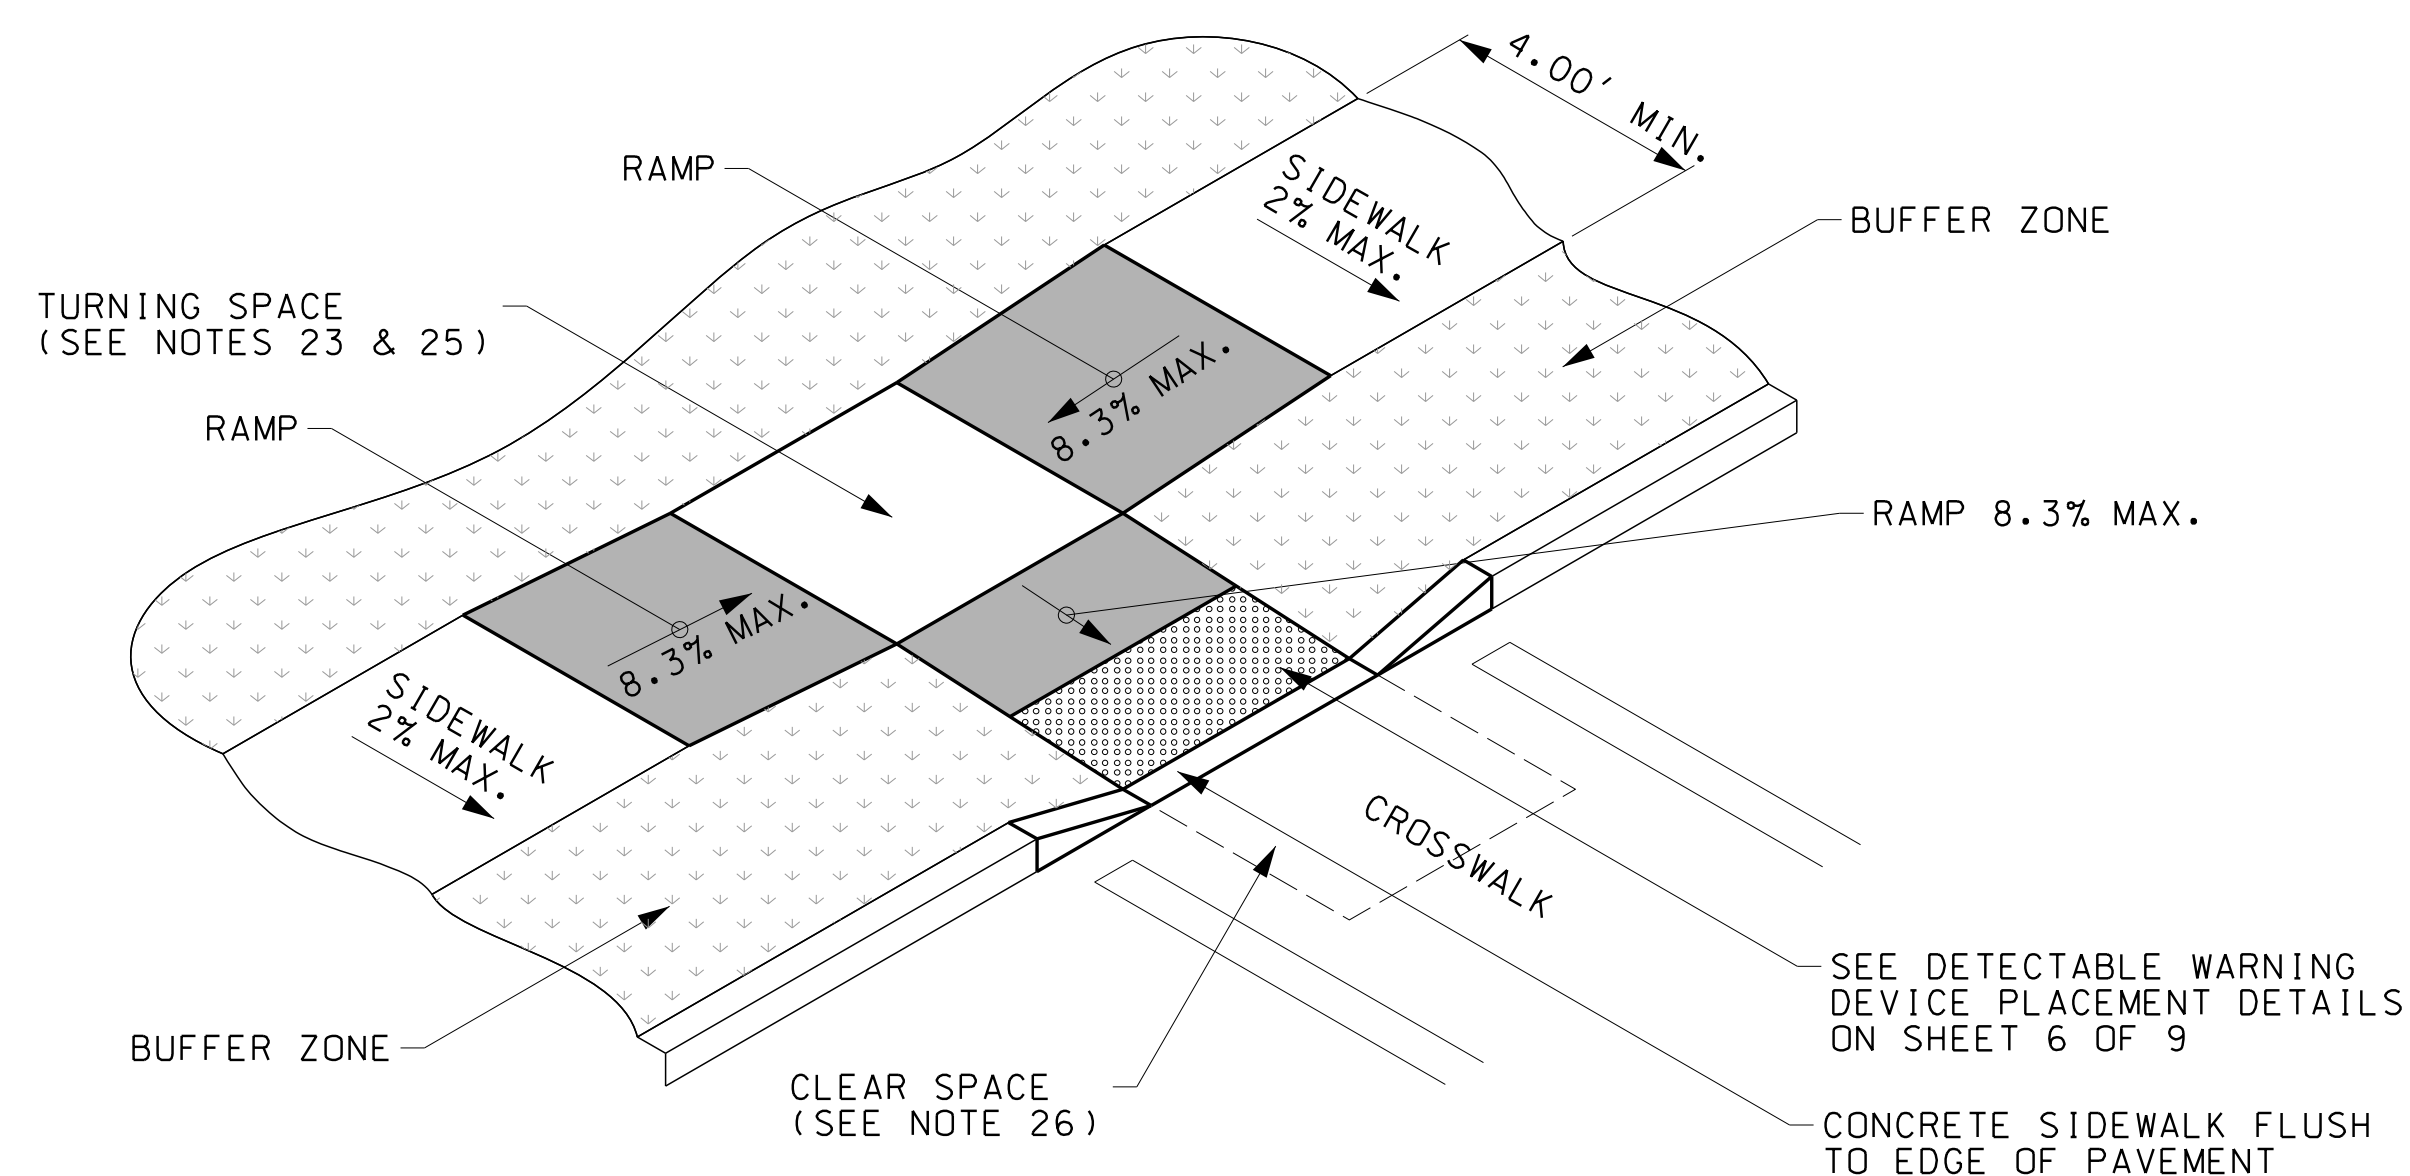 4.00' MIN.
RAMP
SIDEWALK
2% MAX.
BUFFER ZONE
TURNING SPACE
(SEE NOTES 23 & 25)
8.3% MAX.
RAMP
RAMP 8.3% MAX.
8.3% MAX.
SIDEWALK
2% MAX.
CROSSWALK
SEE DETECTABLE WARNING
DEVICE PLACEMENT DETAILS
ON SHEET 6 OF 9
BUFFER ZONE
CLEAR SPACE
(SEE NOTE 26)
CONCRETE SIDEWALK FLUSH
TO EDGE OF PAVEMENT